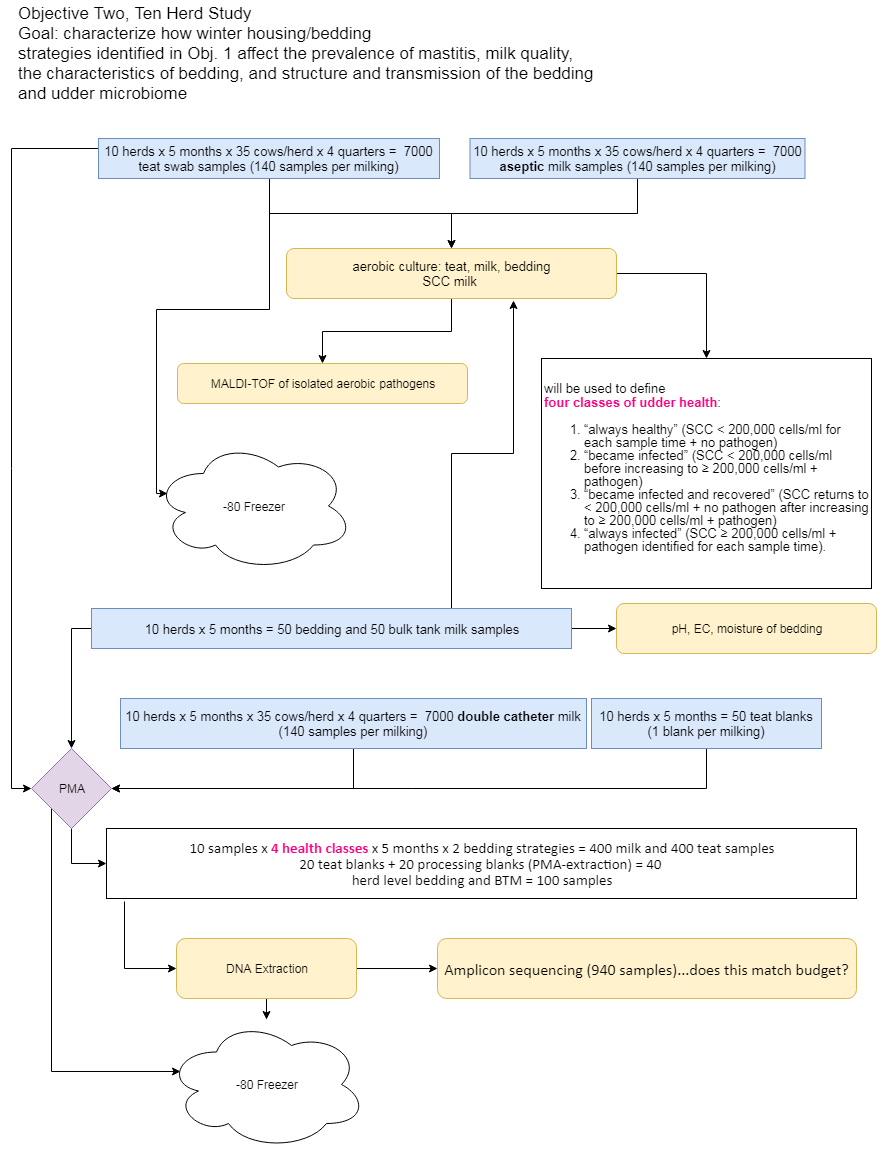 Objective Two, Ten Herd Study
Goal: characterize how winter housing/bedding
strategies identified in Obj. 1 affect the prevalence of mastitis, milk quality,
the characteristics of bedding, and structure and transmission of the bedding
and udder microbiome
10 herds x 5 months x 35 cows/herd x 4 quarters = 7000
teat swab samples (140 samples per milking)
10 herds x 5 months x 35 cows/herd x 4 quarters = 7000
aseptic milk samples (140 samples per milking)
aerobic culture: teat, milk, bedding
SCC milk
MALDI-TOF of isolated aerobic pathogens
will be used to define
four classes of udder health:
1. “always healthy” (SCC < 200,000 cells/ml for
each sample time + no pathogen)
2. “became infected” (SCC < 200,000 cells/ml
before increasing to ≥ 200,000 cells/ml +
pathogen)
3. “became infected and recovered” (SCC returns to
< 200,000 cells/ml + no pathogen after increasing
to ≥ 200,000 cells/ml + pathogen)
4. “always infected” (SCC ≥ 200,000 cells/ml +
pathogen identified for each sample time).
-80 Freezer
10 herds x 5 months = 50 bedding and 50 bulk tank milk samples
pH, EC, moisture of bedding
10 herds x 5 months x 35 cows/herd x 4 quarters = 7000 double catheter milk
(140 samples per milking)
10 herds x 5 months = 50 teat blanks
(1 blank per milking)
PMA
10 samples x 4 health classes x 5 months x 2 bedding strategies = 400 milk and 400 teat samples
20 teat blanks + 20 processing blanks (PMA-extraction) = 40
herd level bedding and BTM = 100 samples
DNA Extraction
Amplicon sequencing (940 samples)...does this match budget?
-80 Freezer